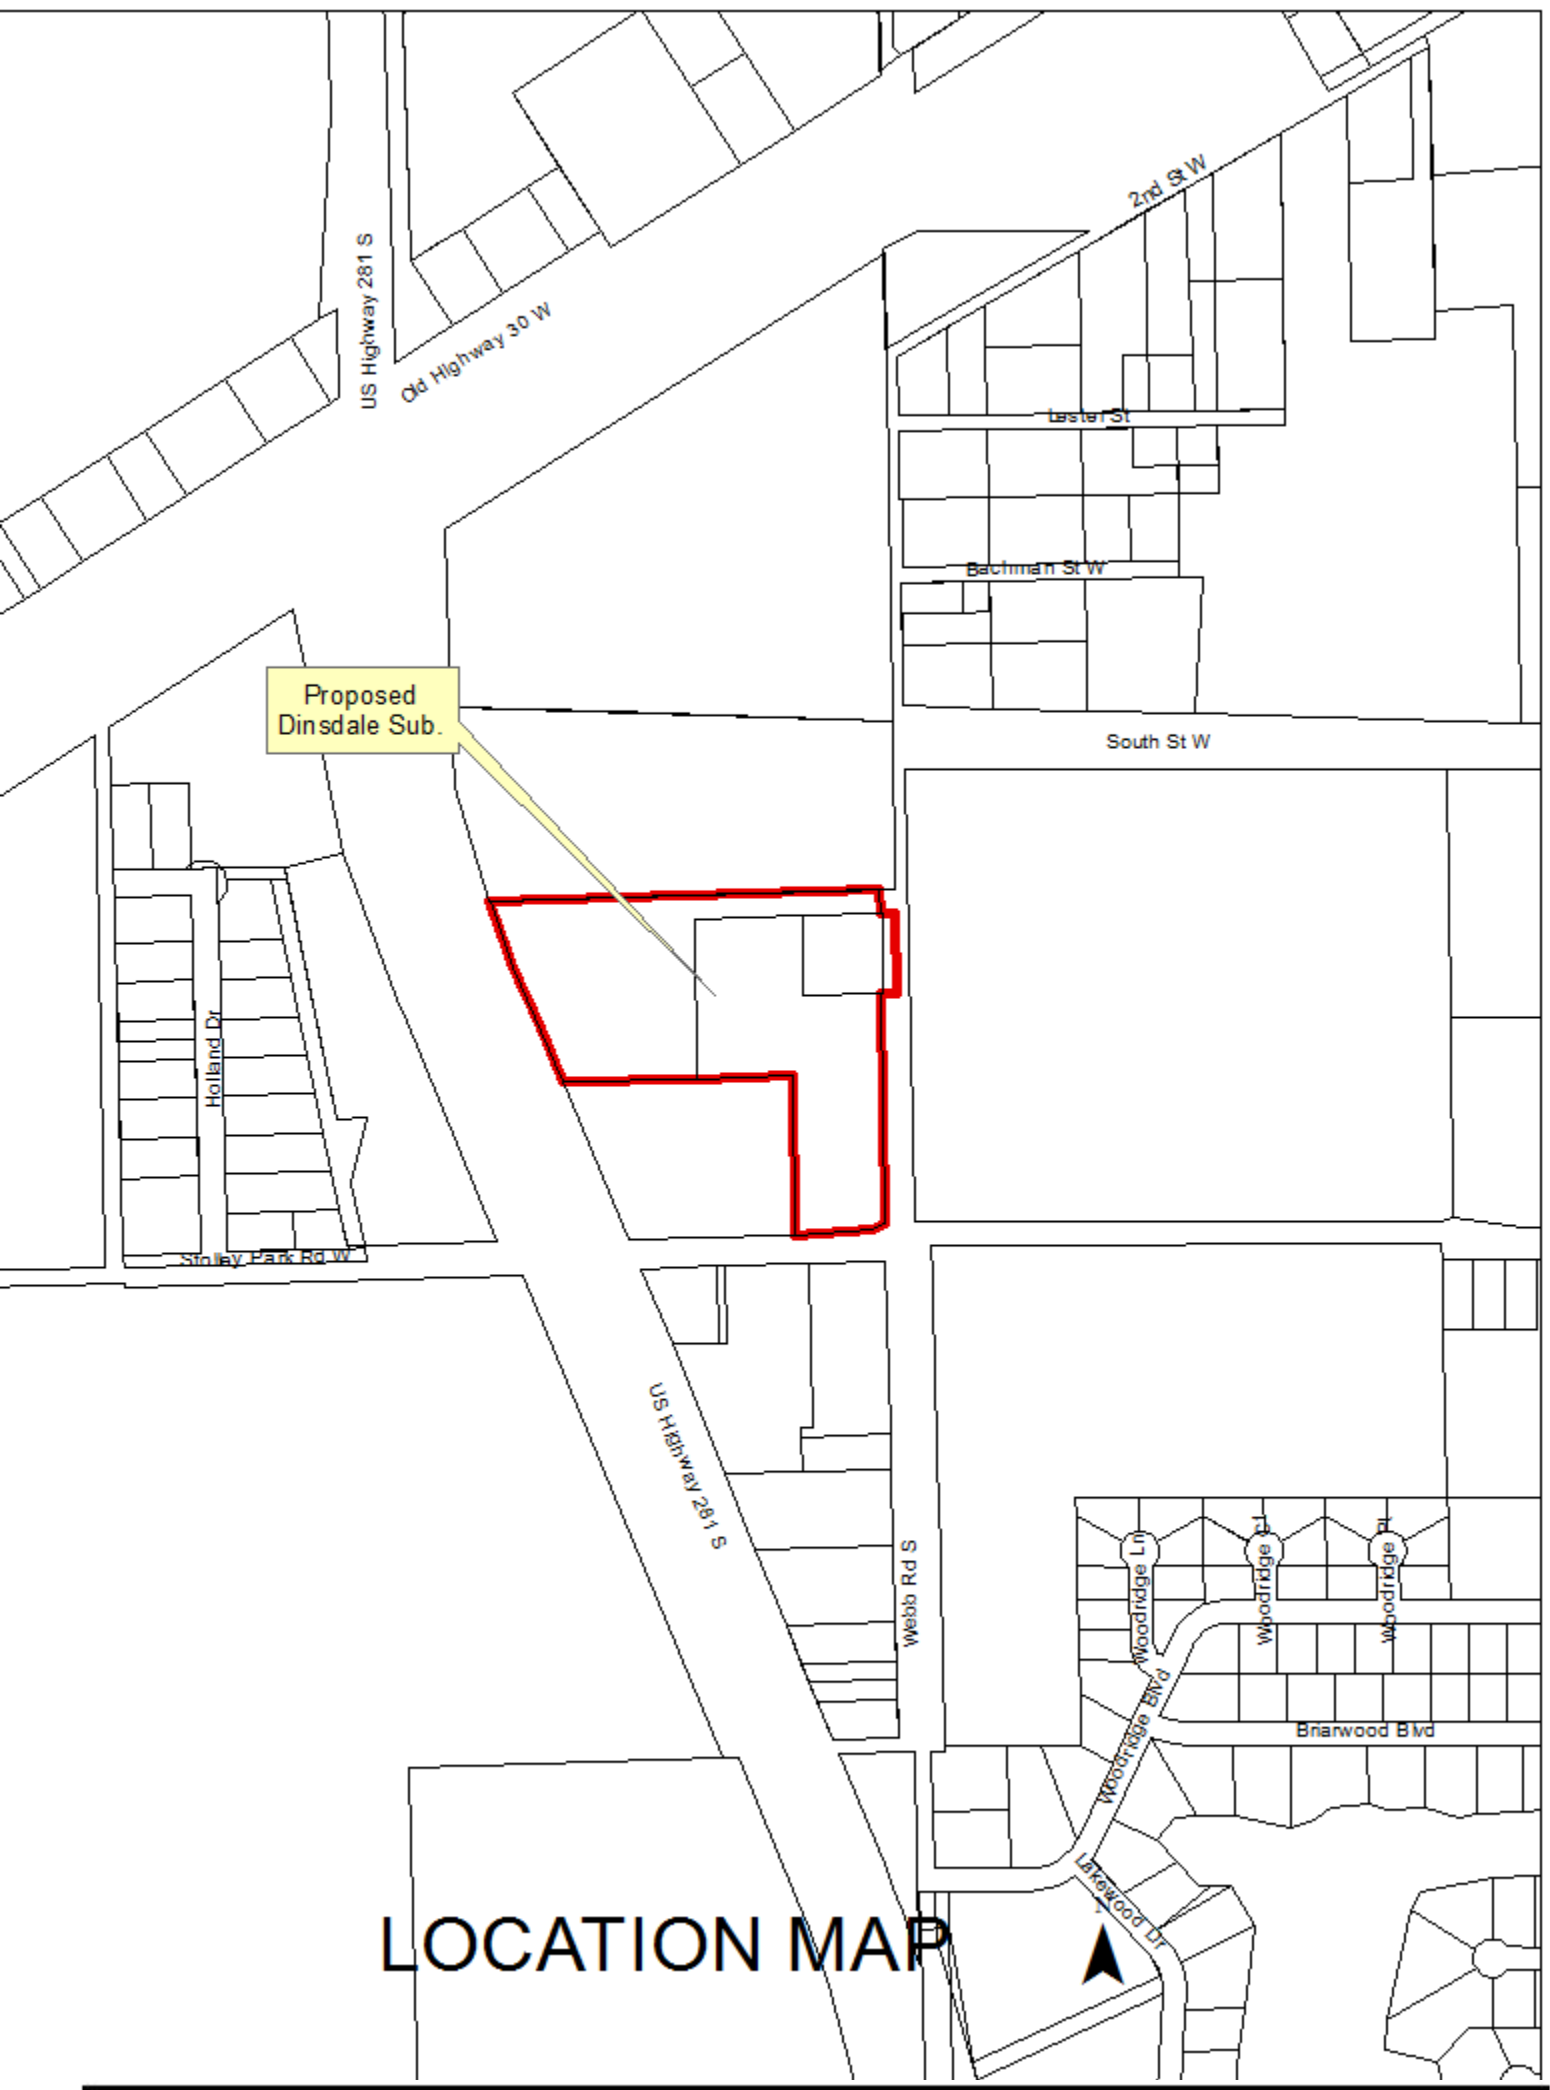 2nd St W
US Highway 281 S
Old Highway 30 W
Lester St
Bachman St W
Proposed
Dinsdale Sub.
South St W
Holland Dr
Stolley Park Rd W
US Highway 281 S
Webb Rd S
Woodridge Ln
Woodridge Ct
Woodridge Pl
Woodridge Blvd
Briarwood Blvd
Lakewood Dr
N
LOCATION MAP